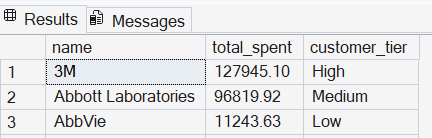 Results Messages
name total_spent customer_tier
1 3M 127945.10 High
2 Abbott Laboratories 96819.92 Medium
3 AbbVie 11243.63 Low